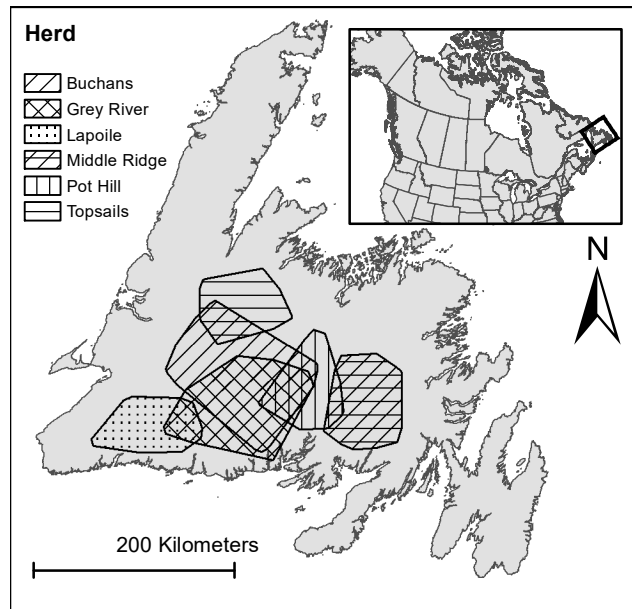 Herd
Buchans
Grey River
Lapoile
Middle Ridge
Pot Hill
Topsails
N
200 Kilometers